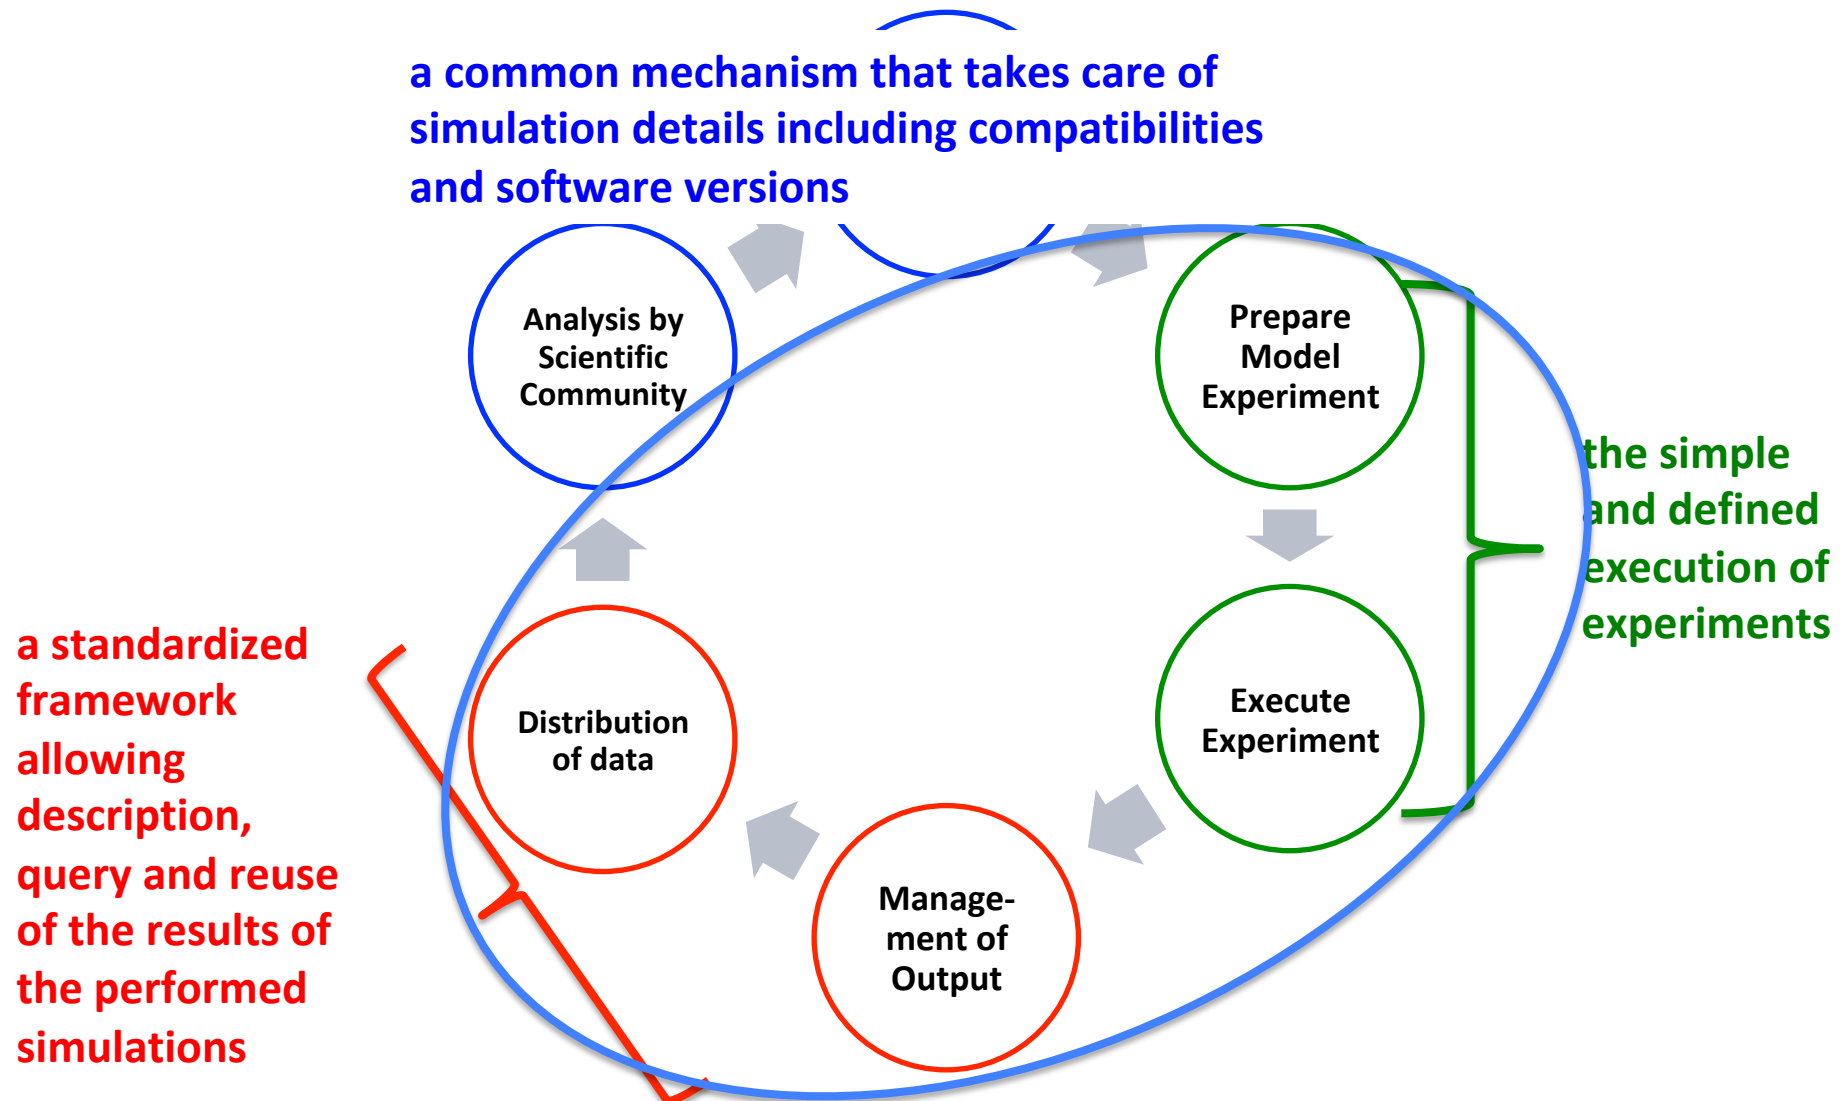 a common mechanism that takes care of
simulation details including compatibilities
and software versions
Analysis by
Scientific
Community
Prepare
Model
Experiment
the simple
and defined
execution of
experiments
Execute
Experiment
Manage-
ment of
Output
Distribution
of data
a standardized
framework
allowing
description,
query and reuse
of the results of
the performed
simulations